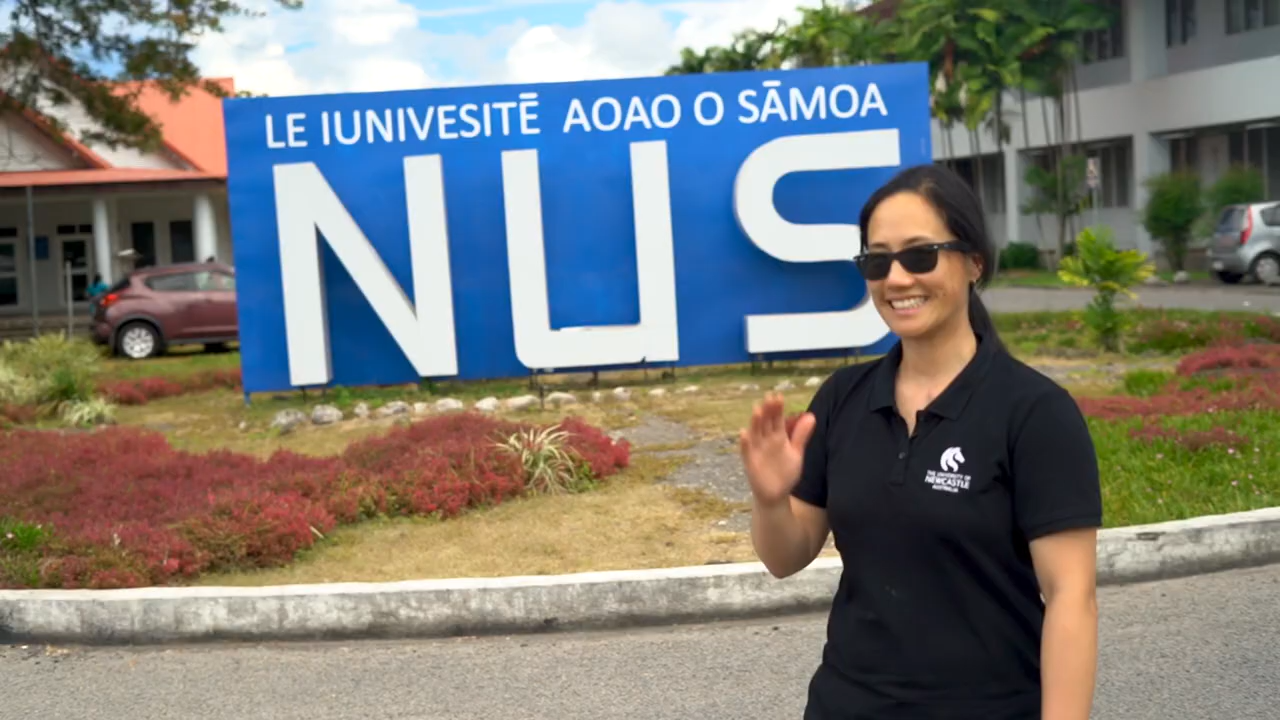 LE IUNIVESITĒ AOAO O SĀMOA
NUS
THE UNIVERSITY OF
NEWCASTLE
AUSTRALIA